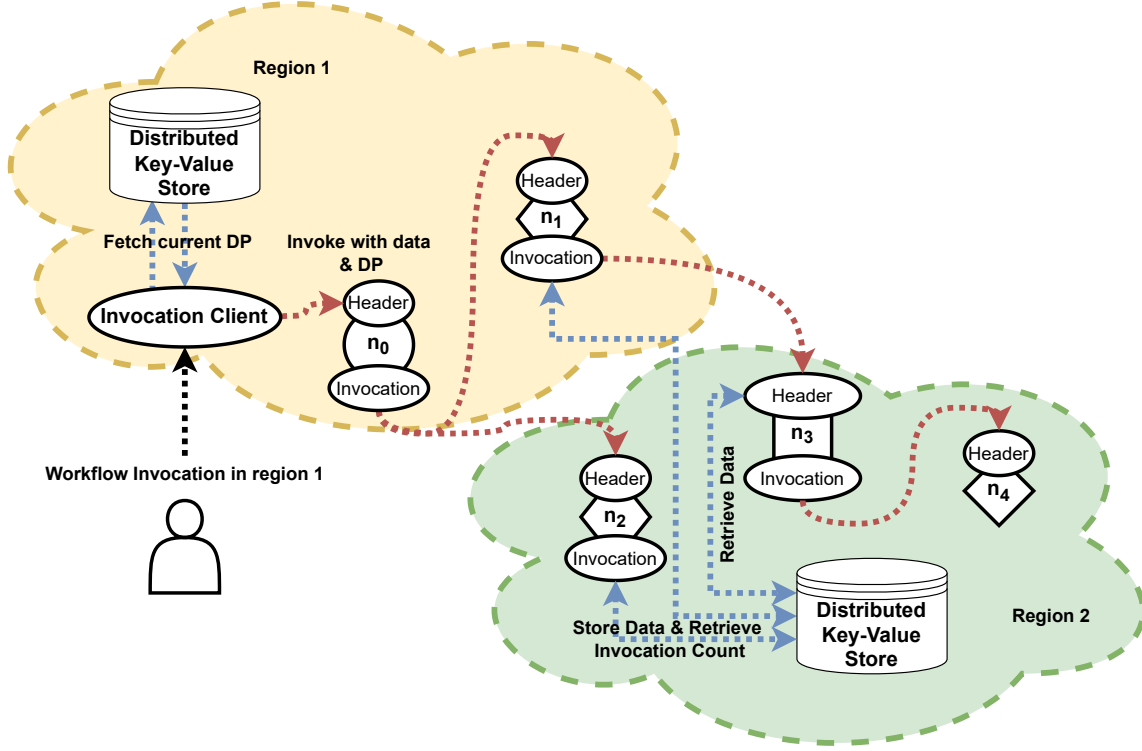 Region 1
Distributed
Key-Value
Store
Fetch current DP
Invocation Client
Invoke with data
& DP
Header
n0
Invocation
Header
n1
Invocation
Workflow Invocation in region 1
Header
n2
Invocation
Header
n3
Invocation
Header
n4
Retrieve Data
Store Data & Retrieve
Invocation Count
Distributed
Key-Value
Store
Region 2